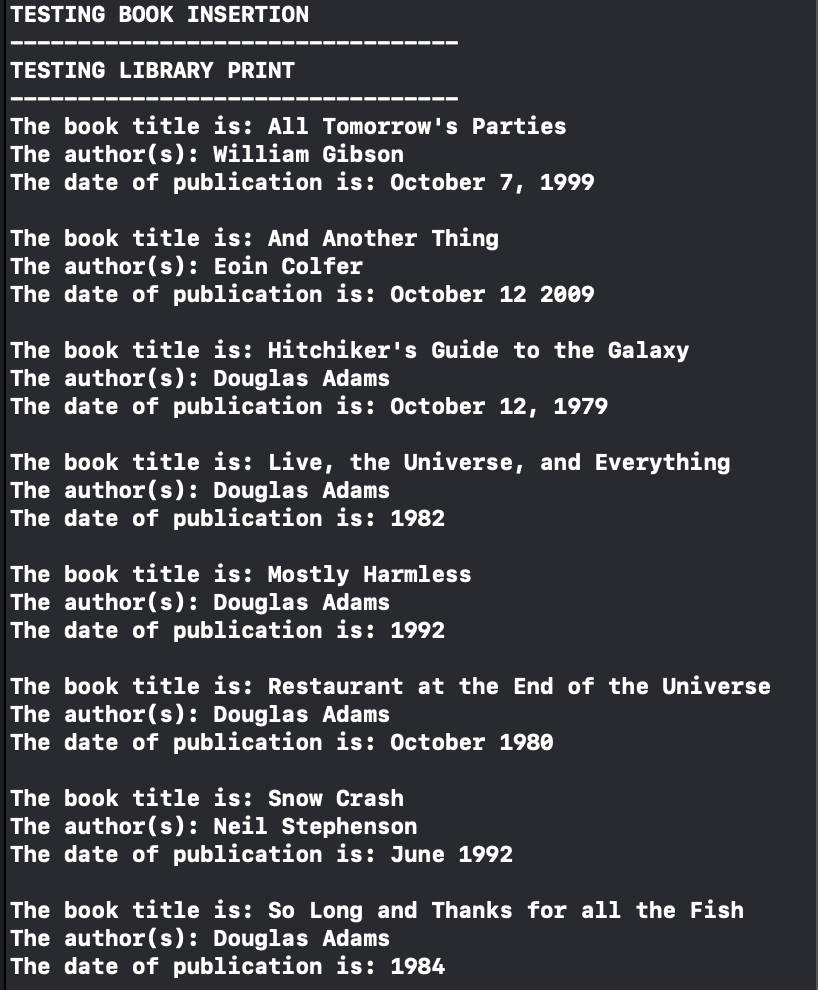 TESTING BOOK INSERTION
---------------------------------
TESTING LIBRARY PRINT
---------------------------------
The book title is: All Tomorrow's Parties
The author(s): William Gibson
The date of publication is: October 7, 1999
The book title is: And Another Thing
The author(s): Eoin Colfer
The date of publication is: October 12 2009
The book title is: Hitchiker's Guide to the Galaxy
The author(s): Douglas Adams
The date of publication is: October 12, 1979
The book title is: Live, the Universe, and Everything
The author(s): Douglas Adams
The date of publication is: 1982
The book title is: Mostly Harmless
The author(s): Douglas Adams
The date of publication is: 1992
The book title is: Restaurant at the End of the Universe
The author(s): Douglas Adams
The date of publication is: October 1980
The book title is: Snow Crash
The author(s): Neil Stephenson
The date of publication is: June 1992
The book title is: So Long and Thanks for all the Fish
The author(s): Douglas Adams
The date of publication is: 1984